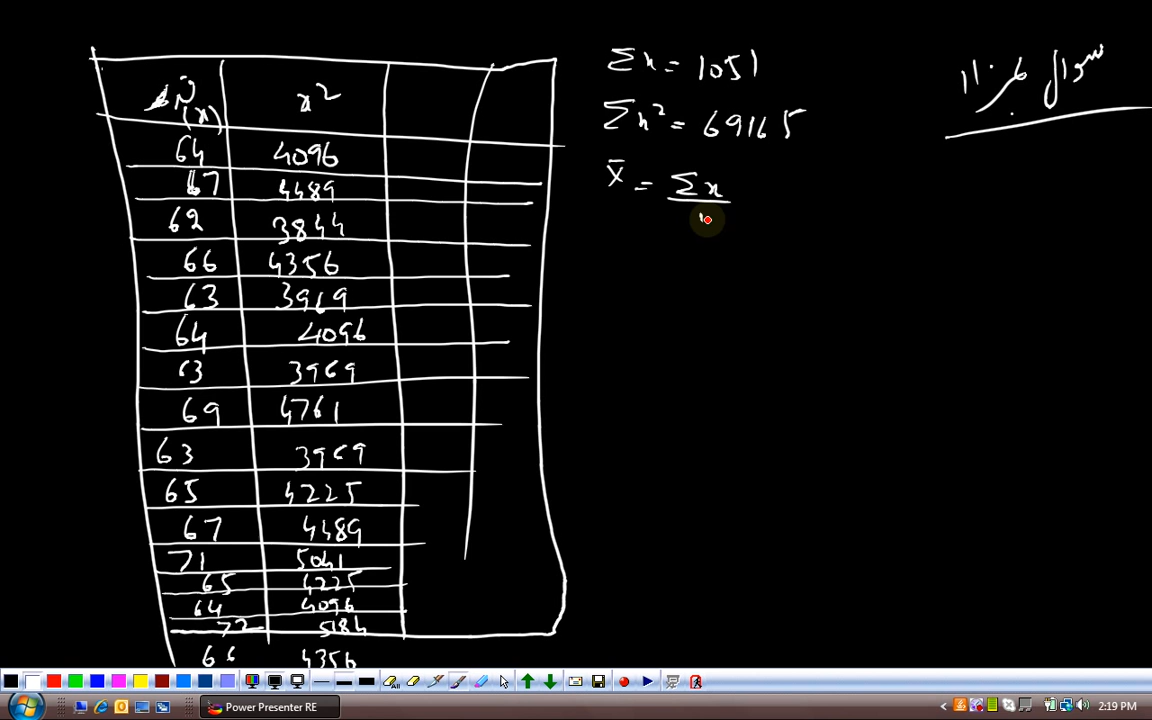 سوال نمبر 11
(x) x²
64 4096
67 4489
62 3844
66 4356
63 3969
64 4096
63 3969
69 4761
63 3969
65 4225
67 4489
71 5041
65 4225
64 4096
72 5184
66 4356
Σx = 1051
Σx² = 69165
X̄ = Σx
Power Presenter RE
2:19 PM